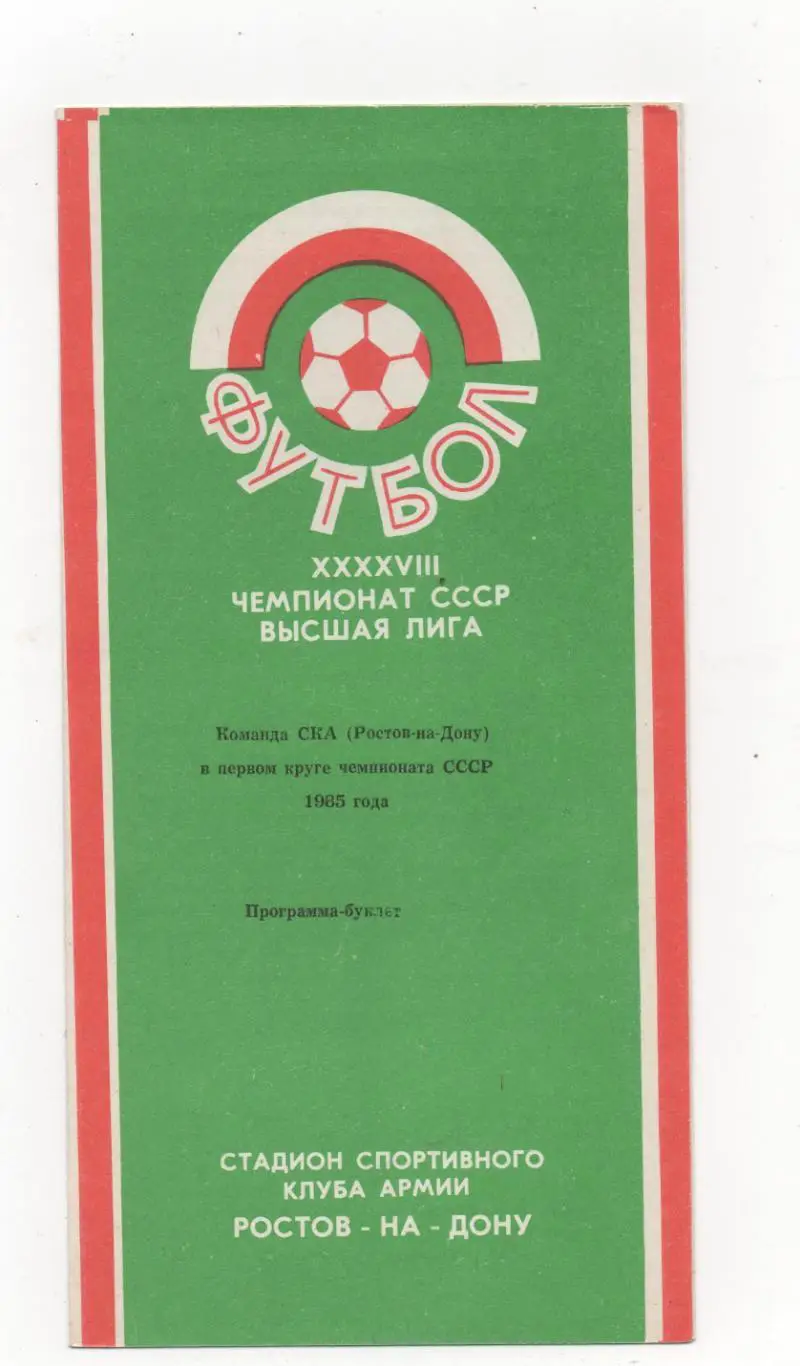 ФУТБОЛ
XXXXVIII
ЧЕМПИОНАТ СССР
ВЫСШАЯ ЛИГА
Команда СКА (Ростов-на-Дону)
в первом круге чемпионата СССР
1985 года
Программа-буклет
СТАДИОН СПОРТИВНОГО
КЛУБА АРМИИ
РОСТОВ - НА - ДОНУ